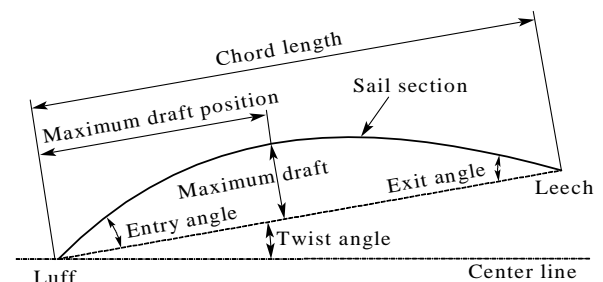 Chord length
Sail section
Maximum draft position
Maximum draft
Exit angle
Leech
Entry angle
Twist angle
Luff
Center line